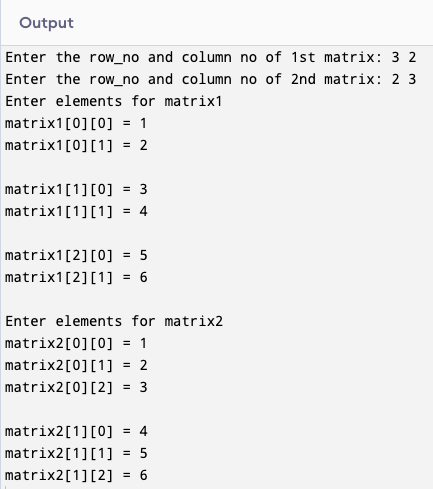 Output
Enter the row_no and column no of 1st matrix: 3 2
Enter the row_no and column no of 2nd matrix: 2 3
Enter elements for matrix1
matrix1[0][0] = 1
matrix1[0][1] = 2
matrix1[1][0] = 3
matrix1[1][1] = 4
matrix1[2][0] = 5
matrix1[2][1] = 6
Enter elements for matrix2
matrix2[0][0] = 1
matrix2[0][1] = 2
matrix2[0][2] = 3
matrix2[1][0] = 4
matrix2[1][1] = 5
matrix2[1][2] = 6